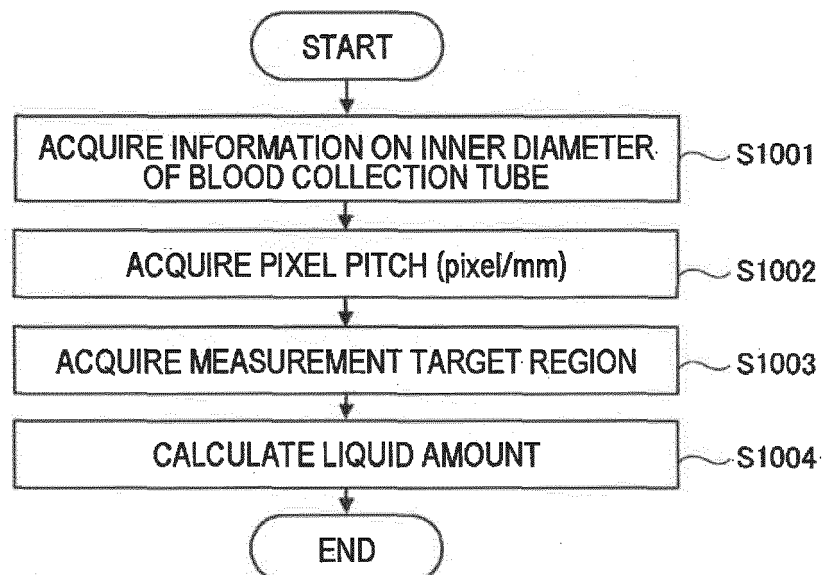 START
ACQUIRE INFORMATION ON INNER DIAMETER
OF BLOOD COLLECTION TUBE
S1001
ACQUIRE PIXEL PITCH (pixel/mm)
S1002
ACQUIRE MEASUREMENT TARGET REGION
S1003
CALCULATE LIQUID AMOUNT
S1004
END